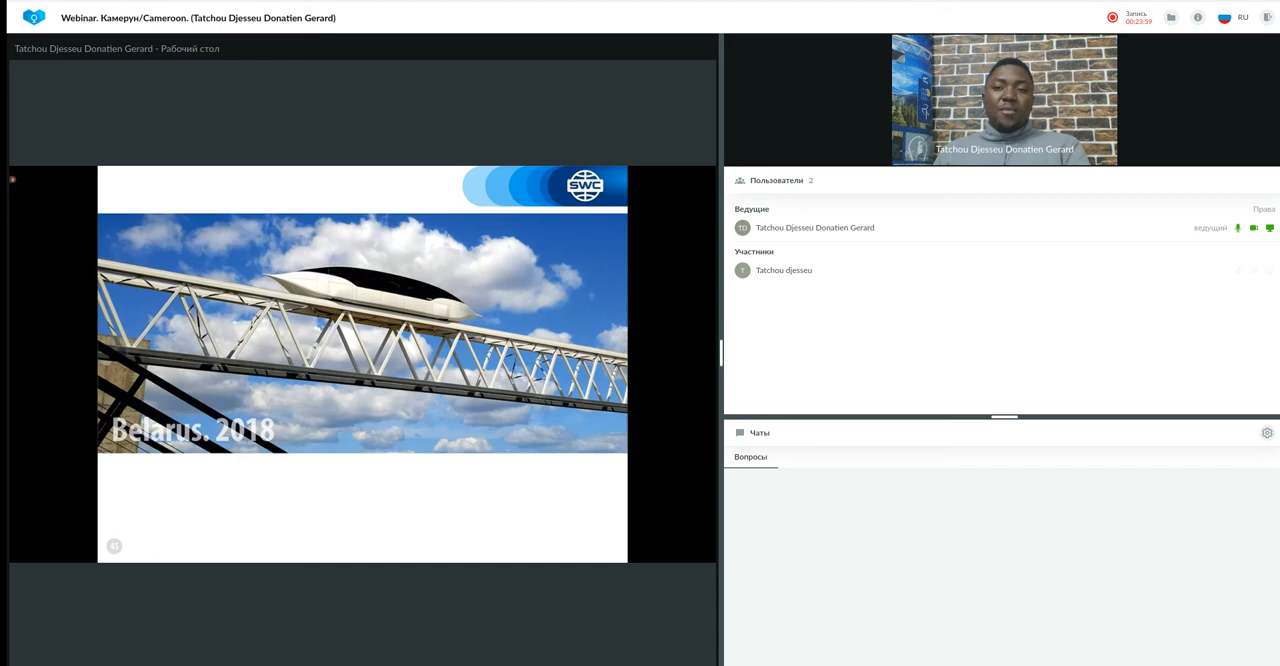 Webinar. Камерун/Cameroon. (Tatchou Djesseu Donatien Gerard)
Запись
00:23:59
RU
Tatchou Djesseu Donatien Gerard - Рабочий стол
SWC
Belarus. 2018
45
Tatchou Djesseu Donatien Gerard
Пользователи 2
Ведущие Права
TD Tatchou Djesseu Donatien Gerard ведущий
Участники
T Tatchou djesseu
Чаты
Вопросы